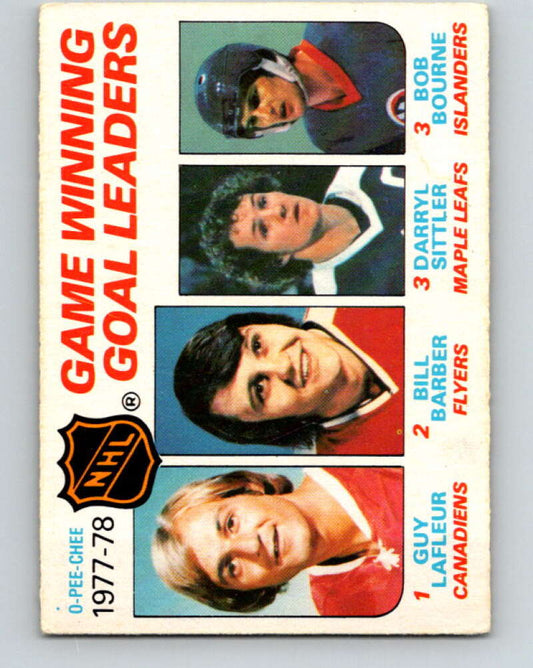 O-PEE-CHEE
1977-78
NHL
®
GAME WINNING
GOAL LEADERS
1 GUY
LAFLEUR
CANADIENS
2 BILL
BARBER
FLYERS
3 DARRYL
SITTLER
MAPLE LEAFS
3 BOB
BOURNE
ISLANDERS